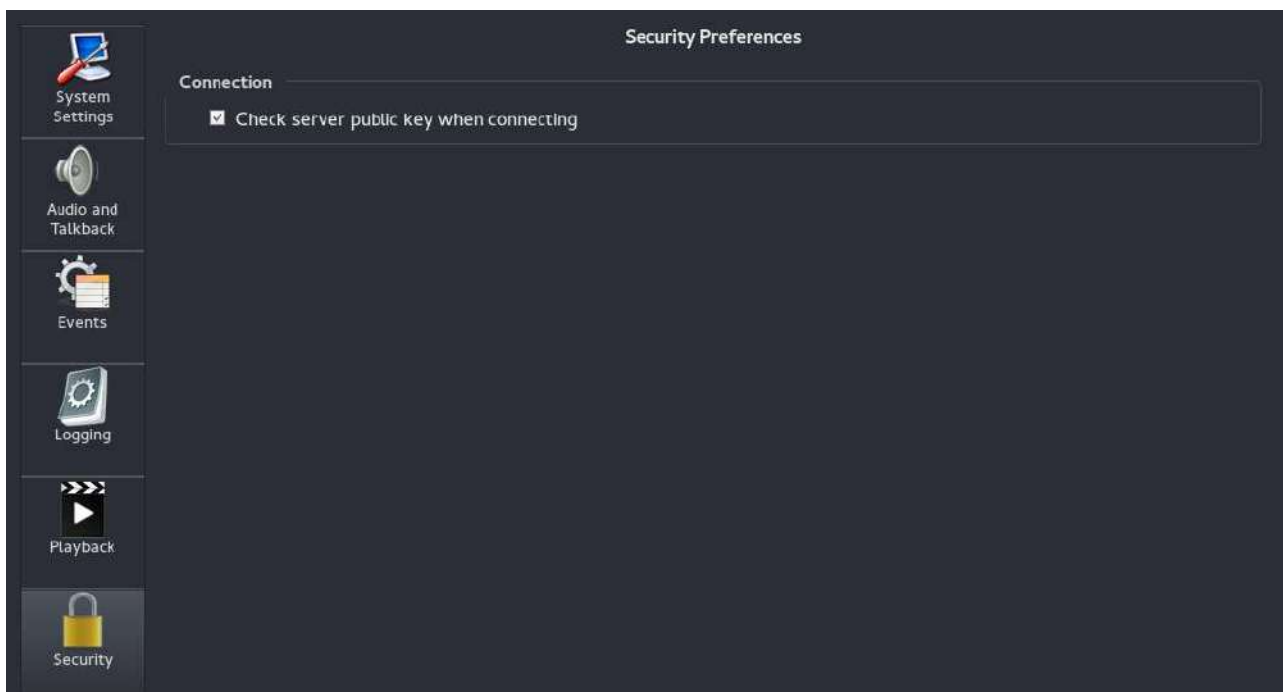 Security Preferences
Connection
Check server public key when connecting
System
Settings
Audio and
Talkback
Events
Logging
Playback
Security